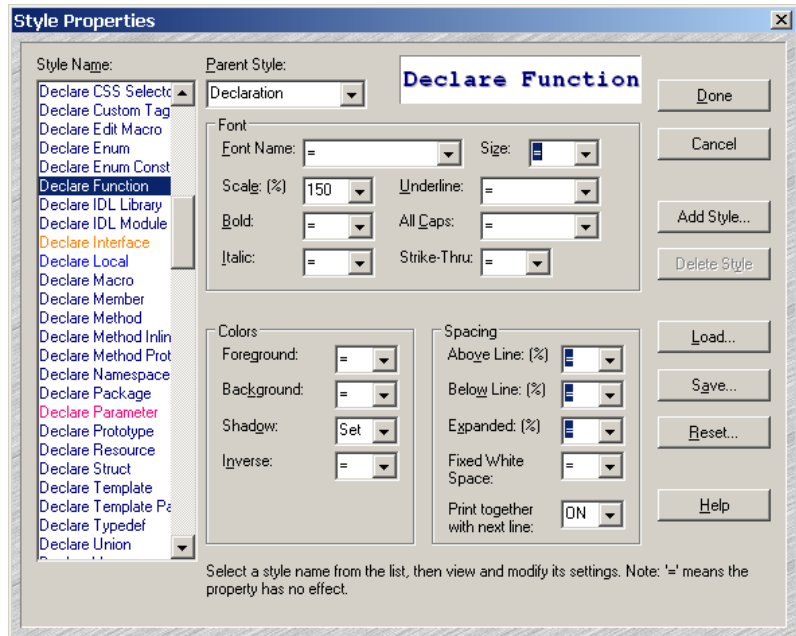 Style Properties
Style Name:
Declare CSS Selectc
Declare Custom Tag
Declare Edit Macro
Declare Enum
Declare Enum Const
Declare Function
Declare IDL Library
Declare IDL Module
Declare Interface
Declare Local
Declare Macro
Declare Member
Declare Method
Declare Method Inlin
Declare Method Prot
Declare Namespace
Declare Package
Declare Parameter
Declare Prototype
Declare Resource
Declare Struct
Declare Template
Declare Template Pa
Declare Typedef
Declare Union
Parent Style:
Declaration
Declare Function
Font
Font Name: =
Size: =
Scale: (%) 150
Underline: =
Bold: =
All Caps: =
Italic: =
Strike-Thru: =
Colors
Foreground: =
Background: =
Shadow: Set
Inverse: =
Spacing
Above Line: (%) =
Below Line: (%) =
Expanded: (%) =
Fixed White
Space: =
Print together
with next line: ON
Done
Cancel
Add Style...
Delete Style
Load...
Save...
Reset...
Help
Select a style name from the list, then view and modify its settings. Note: '=' means the
property has no effect.